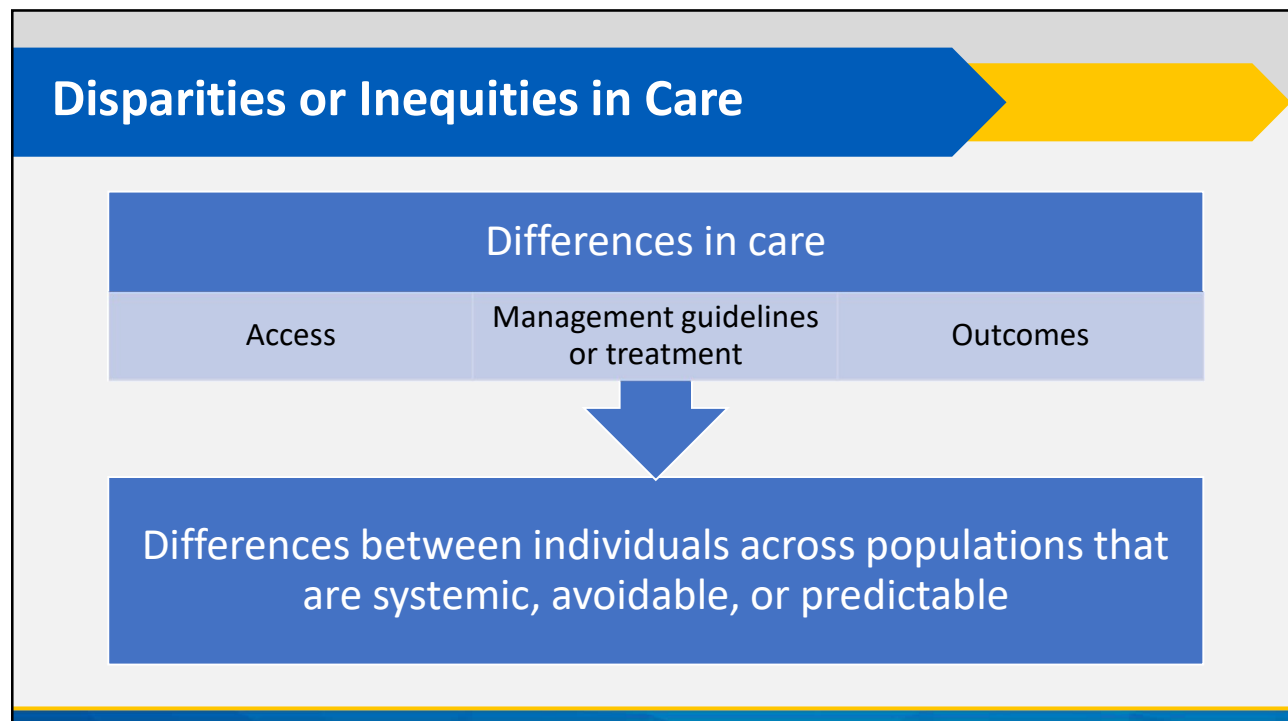 Disparities or Inequities in Care
Differences in care
Access
Management guidelines
or treatment
Outcomes
Differences between individuals across populations that
are systemic, avoidable, or predictable